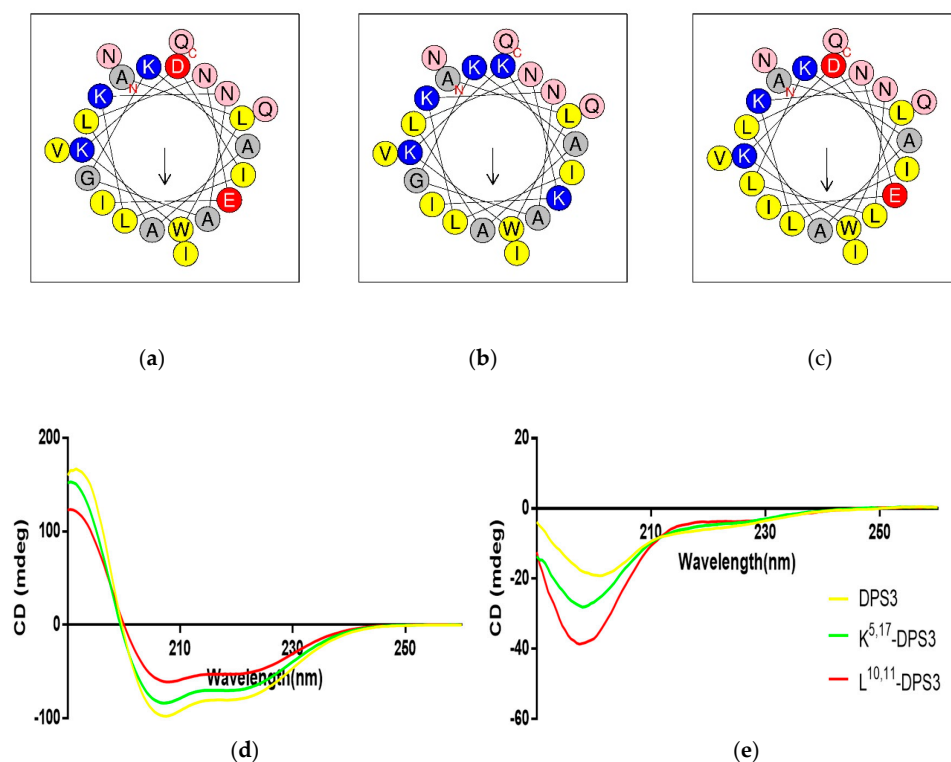 Q
C
N A K D N
N
K N Q
L L
V K A
G I
I E
L A A
W
I
Q
C
N A K K N
N
K N Q
L L
V K A
G I
I K
L A A
W
I
Q
C
N A K D N
N
K N Q
L L
V K A
L I
I E
L A L
W
I
(a)
(b)
(c)
200
100
0
-100
CD (mdeg)
210
230
250
Wavelength(nm)
(d)
20
0
-20
-40
-60
CD (mdeg)
210
230
250
Wavelength(nm)
DPS3
K5,17-DPS3
L10,11-DPS3
(e)